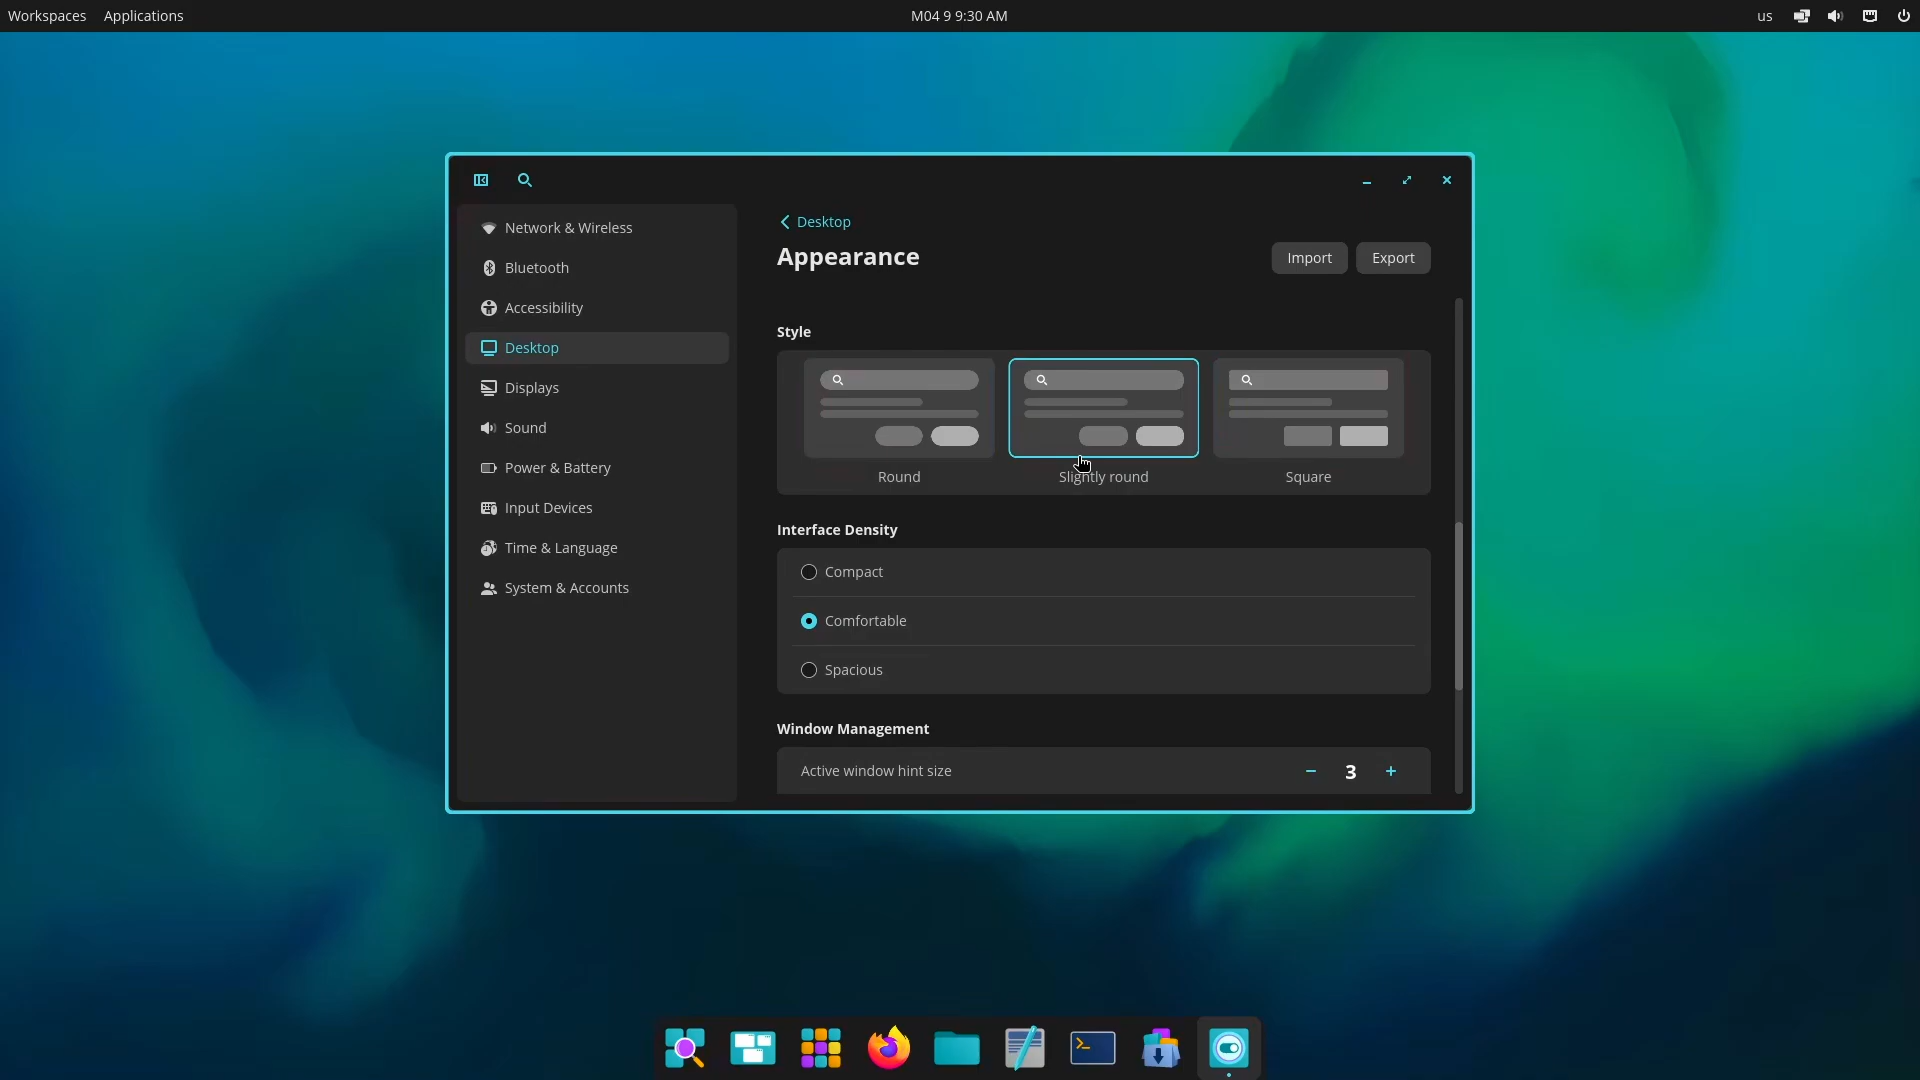 Workspaces Applications M04 9 9:30 AM us
Desktop
Appearance Import Export
Network & Wireless
Bluetooth
Accessibility
Desktop
Displays
Sound
Power & Battery
Input Devices
Time & Language
System & Accounts
Style
Round Slightly round Square
Interface Density
Compact
Comfortable
Spacious
Window Management
Active window hint size 3